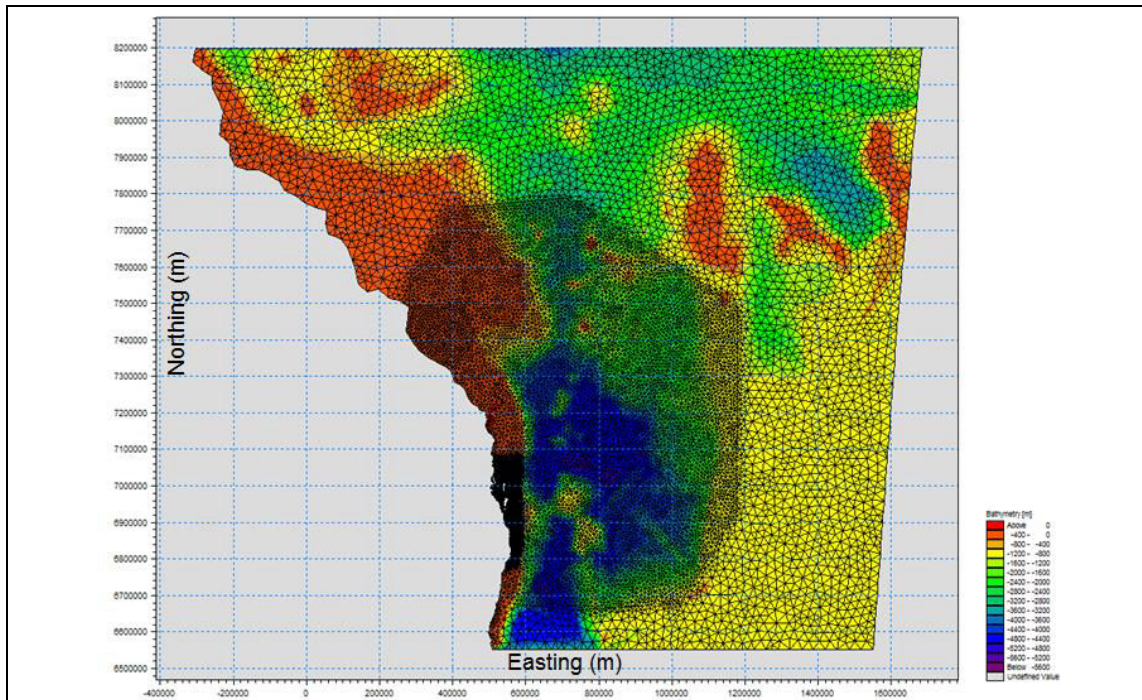 8200000
8100000
8000000
7900000
7800000
7700000
7600000
7500000
7400000
7300000
7200000
7100000
7000000
6900000
6800000
6700000
6600000
6500000
Northing (m)
Easting (m)
-400000 -200000 0 200000 400000 600000 800000 1000000 1200000 1400000 1600000
Bathymetry [m]
Above 0
-400 - 0
-800 - -400
-1200 - -800
-1600 - -1200
-2000 - -1600
-2400 - -2000
-2800 - -2400
-3200 - -2800
-3600 - -3200
-4000 - -3600
-4400 - -4000
-4800 - -4400
-5200 - -4800
-5600 - -5200
Below -5600
Undefined Value